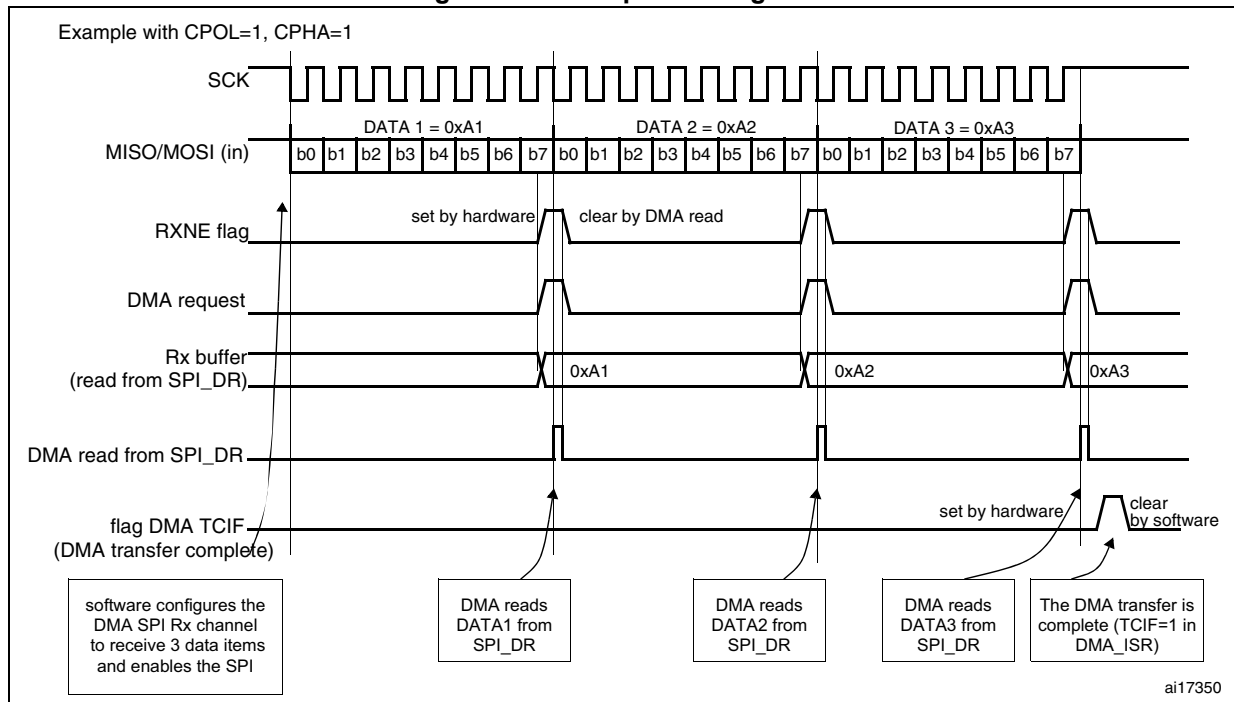 Example with CPOL=1, CPHA=1
SCK
DATA 1 = 0xA1
DATA 2 = 0xA2
DATA 3 = 0xA3
MISO/MOSI (in)
b0 b1 b2 b3 b4 b5 b6 b7 b0 b1 b2 b3 b4 b5 b6 b7 b0 b1 b2 b3 b4 b5 b6 b7
set by hardware
clear by DMA read
RXNE flag
DMA request
Rx buffer
(read from SPI_DR)
0xA1
0xA2
0xA3
DMA read from SPI_DR
flag DMA TCIF
(DMA transfer complete)
set by hardware
clear
by software
software configures the
DMA SPI Rx channel
to receive 3 data items
and enables the SPI
DMA reads
DATA1 from
SPI_DR
DMA reads
DATA2 from
SPI_DR
DMA reads
DATA3 from
SPI_DR
The DMA transfer is
complete (TCIF=1 in
DMA_ISR)
ai17350